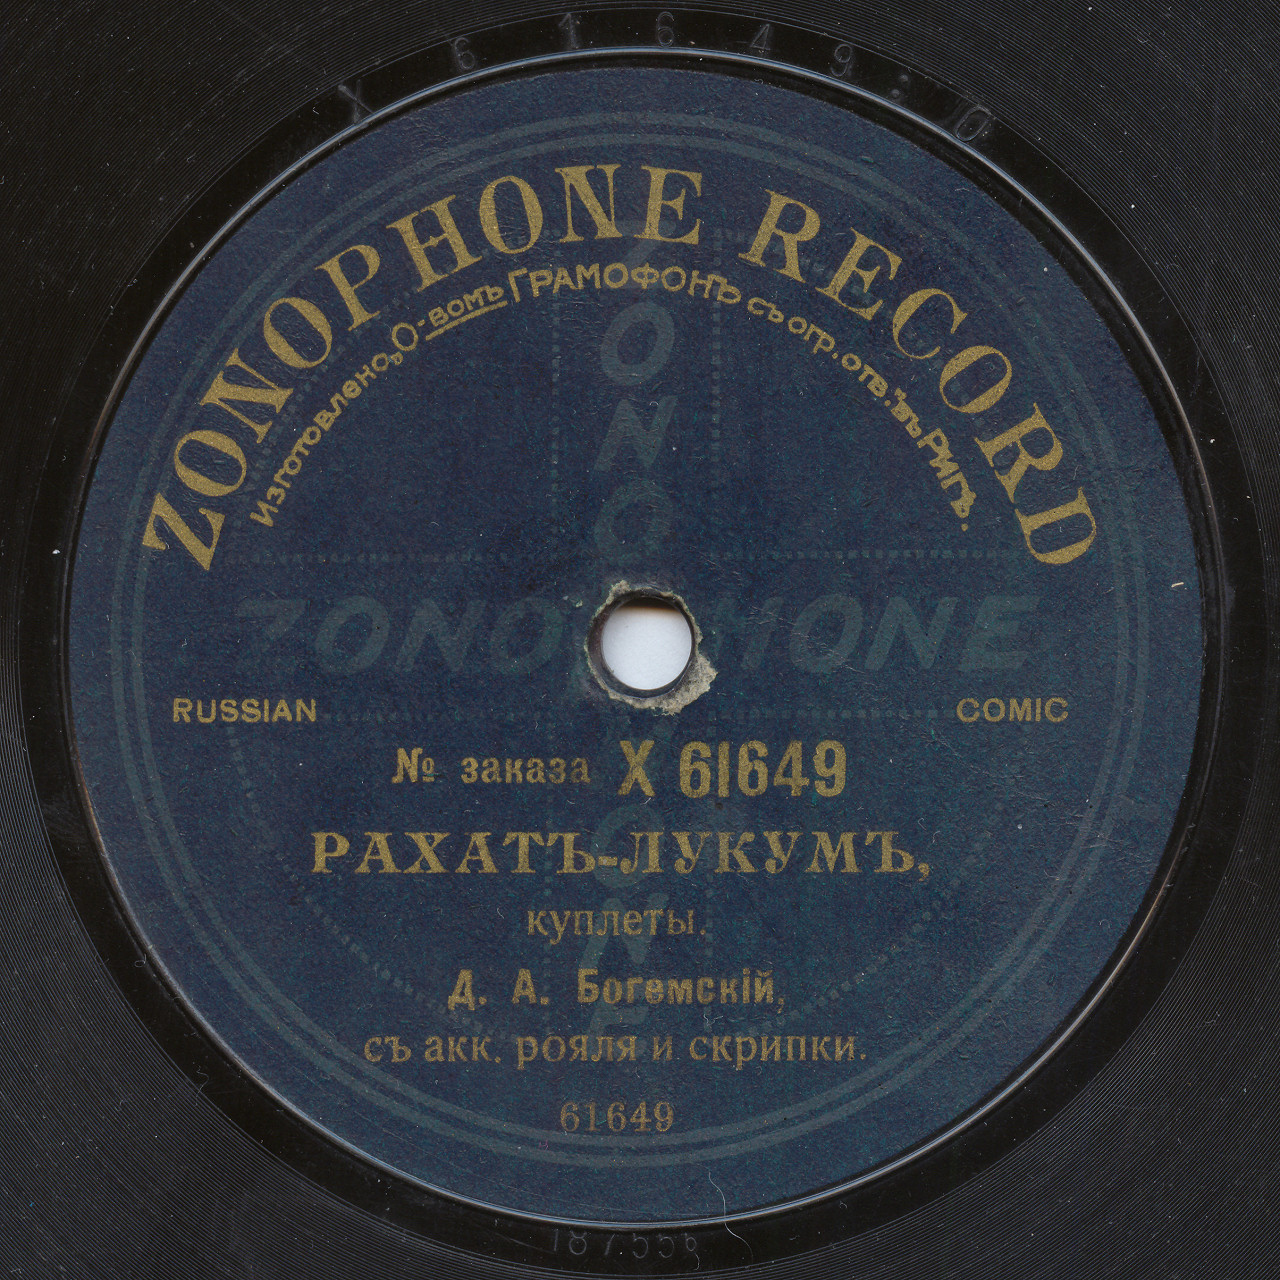 X 61649:D
ZONOPHONE RECORD
Изготовлено О-вомъ ГРАМОФОНЪ съ огр. отв. въ Ригѣ.
ZONOPHONE
RUSSIAN
COMIC
№ заказа X 61649
РАХАТЪ-ЛУКУМЪ,
куплеты.
Д. А. Богемскій,
съ акк. рояля и скрипки.
61649